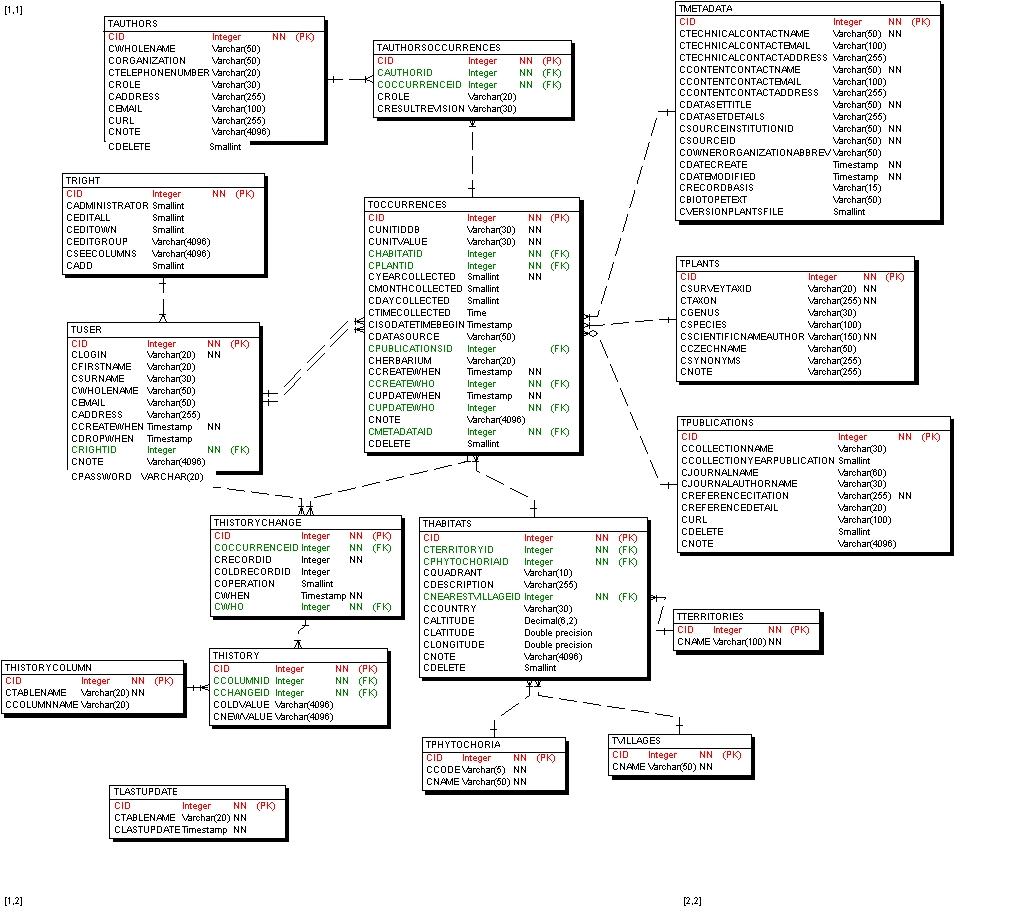 [1,1]
TAUTHORS
CID Integer NN (PK)
CWHOLENAME Varchar(50)
CORGANIZATION Varchar(50)
CTELEPHONENUMBER Varchar(20)
CROLE Varchar(30)
CADDRESS Varchar(255)
CEMAIL Varchar(100)
CURL Varchar(255)
CNOTE Varchar(4096)
CDELETE Smallint
TAUTHORSOCCURRENCES
CID Integer NN (PK)
CAUTHORID Integer NN (FK)
COCCURRENCEID Integer NN (FK)
CROLE Varchar(20)
CRESULTREVISION Varchar(30)
TMETADATA
CID Integer NN (PK)
CTECHNICALCONTACTNAME Varchar(50) NN
CTECHNICALCONTACTEMAIL Varchar(100)
CTECHNICALCONTACTADDRESS Varchar(255)
CCONTENTCONTACTNAME Varchar(50) NN
CCONTENTCONTACTEMAIL Varchar(100)
CCONTENTCONTACTADDRESS Varchar(255)
CDATASETTITLE Varchar(50) NN
CDATASETDETAILS Varchar(255)
CSOURCEINSTITUTIONID Varchar(50) NN
CSOURCEID Varchar(50) NN
COWNERORGANIZATIONABBREV Varchar(50)
CDATECREATE Timestamp NN
CDATEMODIFIED Timestamp NN
CRECORDBASIS Varchar(15)
CBIOTOPETEXT Varchar(50)
CVERSIONPLANTSFILE Smallint
TRIGHT
CID Integer NN (PK)
CADMINISTRATOR Smallint
CEDITALL Smallint
CEDITOWN Smallint
CEDITGROUP Varchar(4096)
CSEECOLUMNS Varchar(4096)
CADD Smallint
TOCCURRENCES
CID Integer NN (PK)
CUNITIDDB Varchar(30) NN
CUNITVALUE Varchar(30) NN
CHABITATID Integer NN (FK)
CPLANTID Integer NN (FK)
CYEARCOLLECTED Smallint NN
CMONTHCOLLECTED Smallint
CDAYCOLLECTED Smallint
CTIMECOLLECTED Time
CISODATETIMEBEGIN Timestamp
CDATASOURCE Varchar(50)
CPUBLICATIONSID Integer (FK)
CHERBARIUM Varchar(20)
CCREATEWHEN Timestamp NN
CCREATEWHO Integer NN (FK)
CUPDATEWHEN Timestamp NN
CUPDATEWHO Integer NN (FK)
CNOTE Varchar(4096)
CMETADATAID Integer NN (FK)
CDELETE Smallint
TPLANTS
CID Integer NN (PK)
CSURVEYTAXID Varchar(20) NN
CTAXON Varchar(255) NN
CGENUS Varchar(30)
CSPECIES Varchar(100)
CSCIENTIFICNAMEAUTHOR Varchar(150) NN
CCZECHNAME Varchar(50)
CSYNONYMS Varchar(255)
CNOTE Varchar(255)
TUSER
CID Integer NN (PK)
CLOGIN Varchar(20) NN
CFIRSTNAME Varchar(20)
CSURNAME Varchar(30)
CWHOLENAME Varchar(50)
CEMAIL Varchar(50)
CADDRESS Varchar(255)
CCREATEWHEN Timestamp NN
CDROPWHEN Timestamp
CRIGHTID Integer NN (FK)
CNOTE Varchar(4096)
CPASSWORD VARCHAR(20)
TPUBLICATIONS
CID Integer NN (PK)
CCOLLECTIONNAME Varchar(30)
CCOLLECTIONYEARPUBLICATION Smallint
CJOURNALNAME Varchar(60)
CJOURNALAUTHORNAME Varchar(30)
CREFERENCECITATION Varchar(255) NN
CREFERENCEDETAIL Varchar(20)
CURL Varchar(100)
CDELETE Smallint
CNOTE Varchar(4096)
THISTORYCHANGE
CID Integer NN (PK)
COCCURRENCEID Integer NN (FK)
CRECORDID Integer NN
COLDRECORDID Integer
COPERATION Smallint
CWHEN Timestamp NN
CWHO Integer NN (FK)
THABITATS
CID Integer NN (PK)
CTERRITORYID Integer NN (FK)
CPHYTOCHORIAID Integer NN (FK)
CQUADRANT Varchar(10)
CDESCRIPTION Varchar(255)
CNEARESTVILLAGEID Integer NN (FK)
CCOUNTRY Varchar(30)
CALTITUDE Decimal(6,2)
CLATITUDE Double precision
CLONGITUDE Double precision
CNOTE Varchar(4096)
CDELETE Smallint
TTERRITORIES
CID Integer NN (PK)
CNAME Varchar(100) NN
THISTORYCOLUMN
CID Integer NN (PK)
CTABLENAME Varchar(20) NN
CCOLUMNNAME Varchar(20)
THISTORY
CID Integer NN (PK)
CCOLUMNID Integer NN (FK)
CCHANGEID Integer NN (FK)
COLDVALUE Varchar(4096)
CNEWVALUE Varchar(4096)
TPHYTOCHORIA
CID Integer NN (PK)
CCODE Varchar(5) NN
CNAME Varchar(50) NN
TVILLAGES
CID Integer NN (PK)
CNAME Varchar(50) NN
TLASTUPDATE
CID Integer NN (PK)
CTABLENAME Varchar(20) NN
CLASTUPDATE Timestamp NN
[1,2]
[2,2]